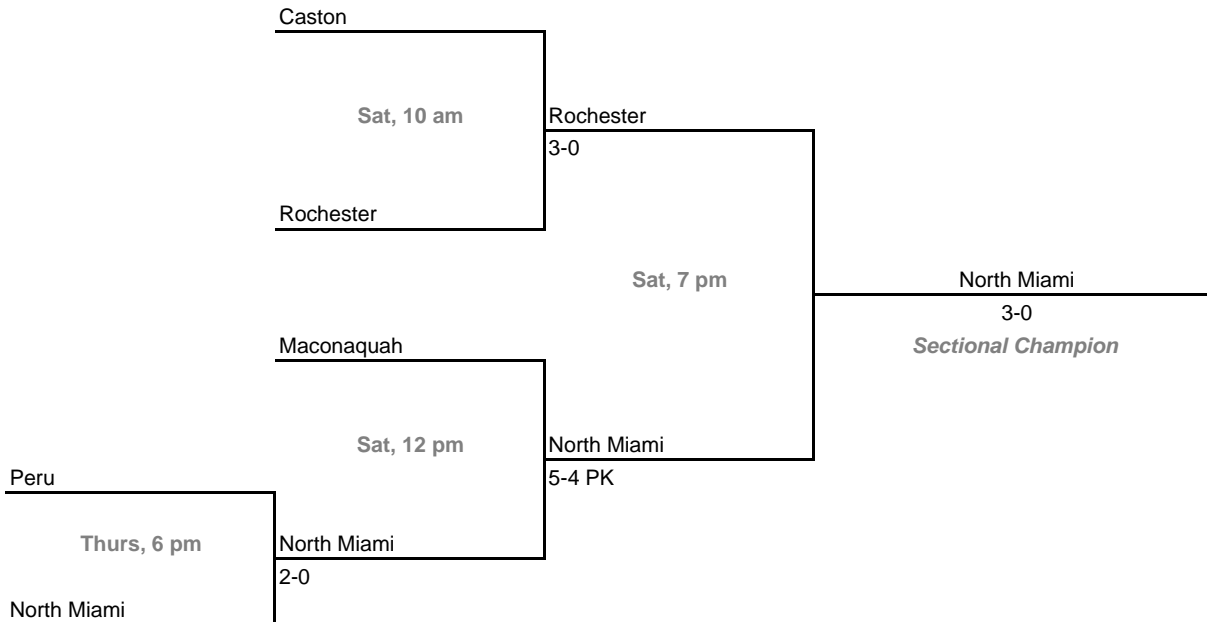 Caston
Sat, 10 am
Rochester
3-0
Rochester
Sat, 7 pm
North Miami
3-0
Sectional Champion
Maconaquah
Sat, 12 pm
North Miami
5-4 PK
Peru
Thurs, 6 pm
North Miami
2-0
North Miami